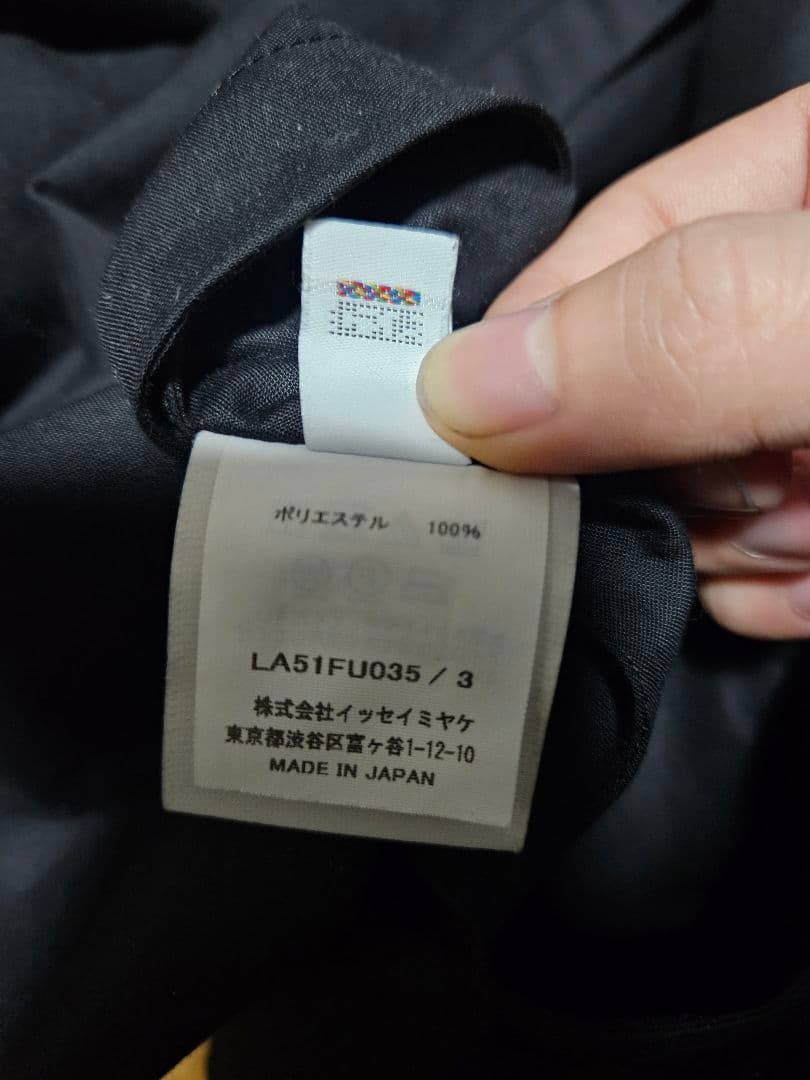 ポリエステル 100%
LA51FU035 / 3
株式会社イッセイミヤケ
東京都渋谷区富ヶ谷1-12-10
MADE IN JAPAN